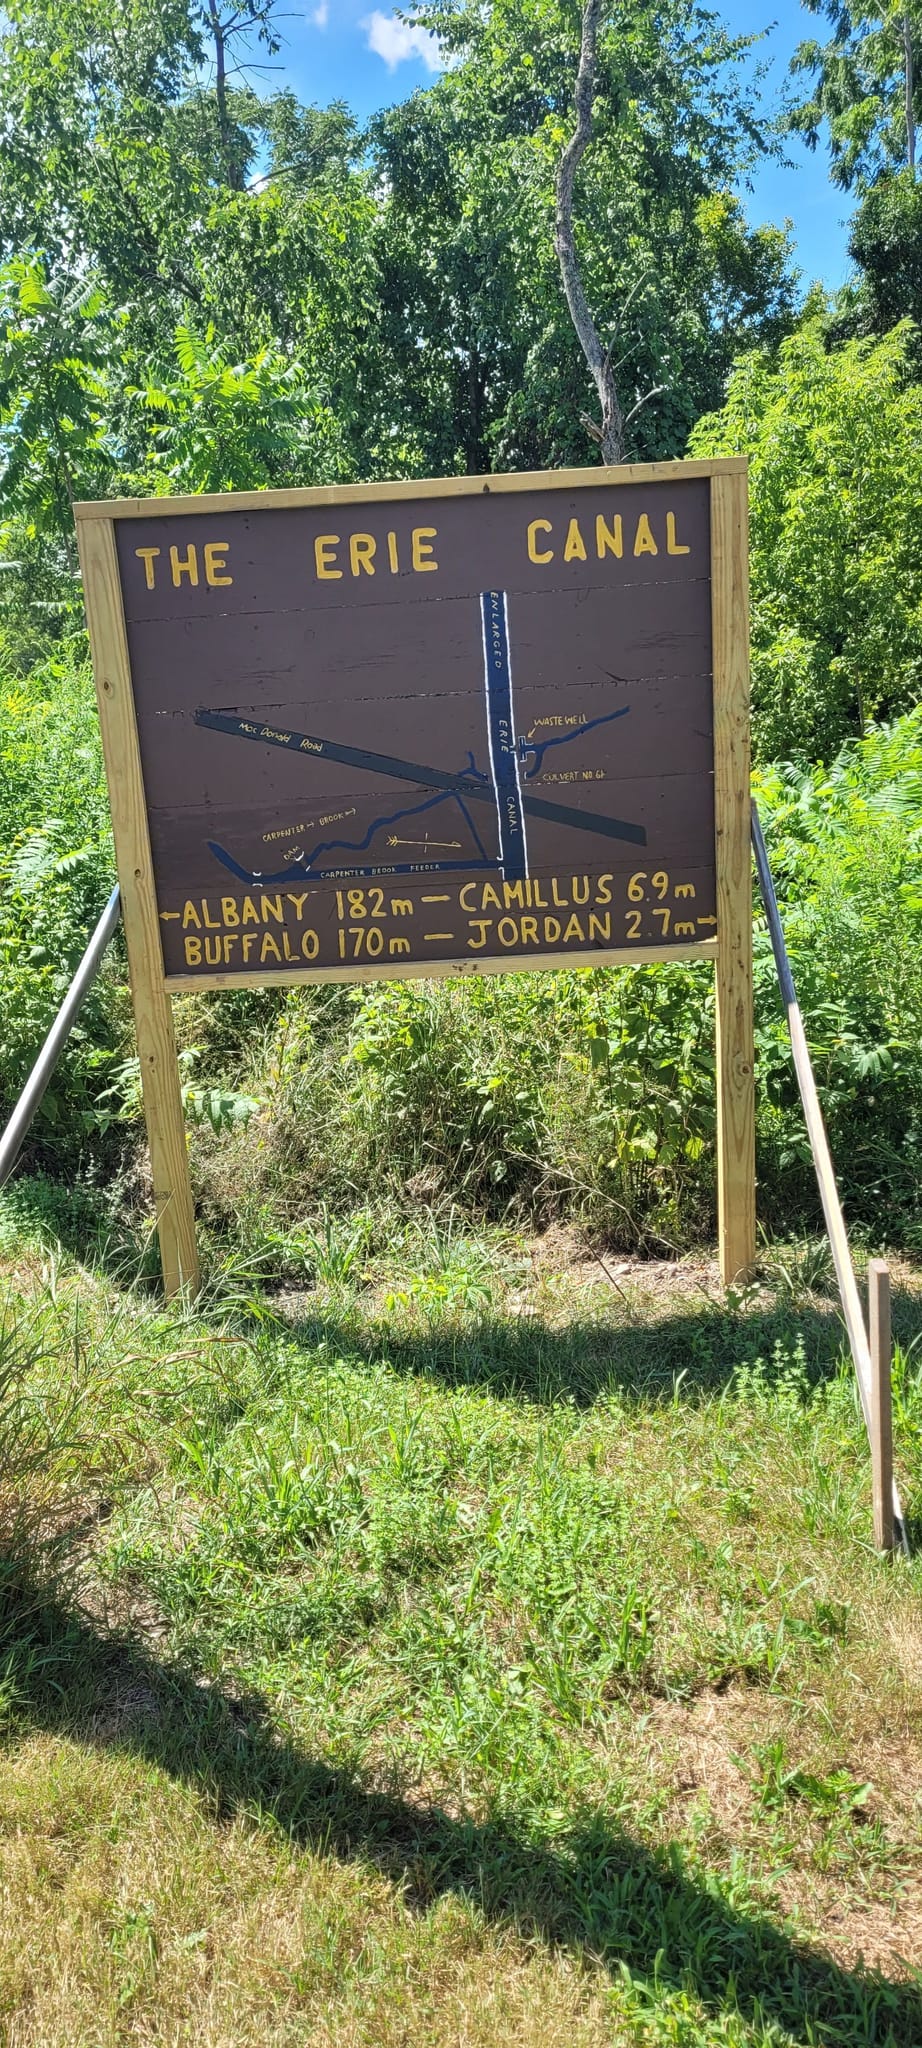 THE ERIE CANAL
ENLARGED ERIE CANAL
WASTE WELL
Mac Donald Road
CULVERT NO.
CARPENTER → BROOK →
DAM
CARPENTER BROOK FEEDER
←ALBANY 182m — CAMILLUS 6.9m
BUFFALO 170m — JORDAN 2.7m→